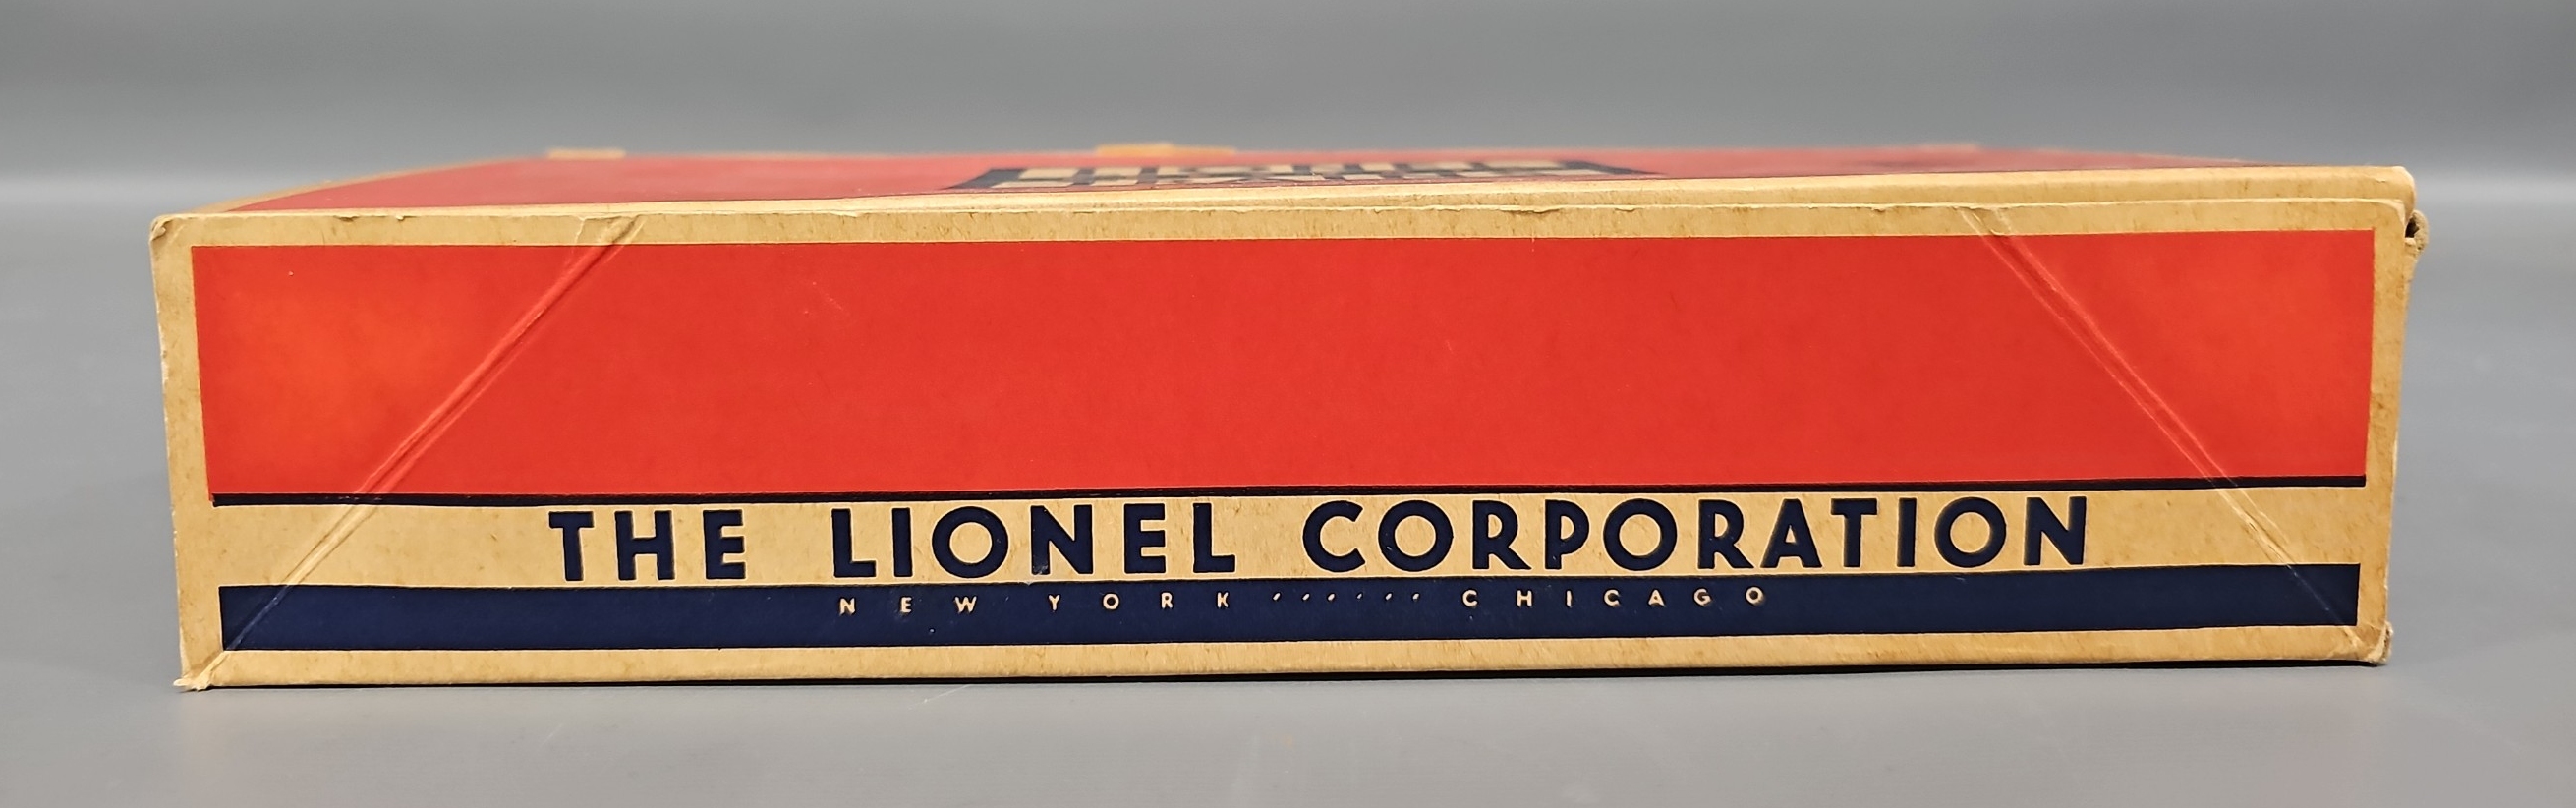 THE LIONEL CORPORATION
NEW YORK ······ CHICAGO